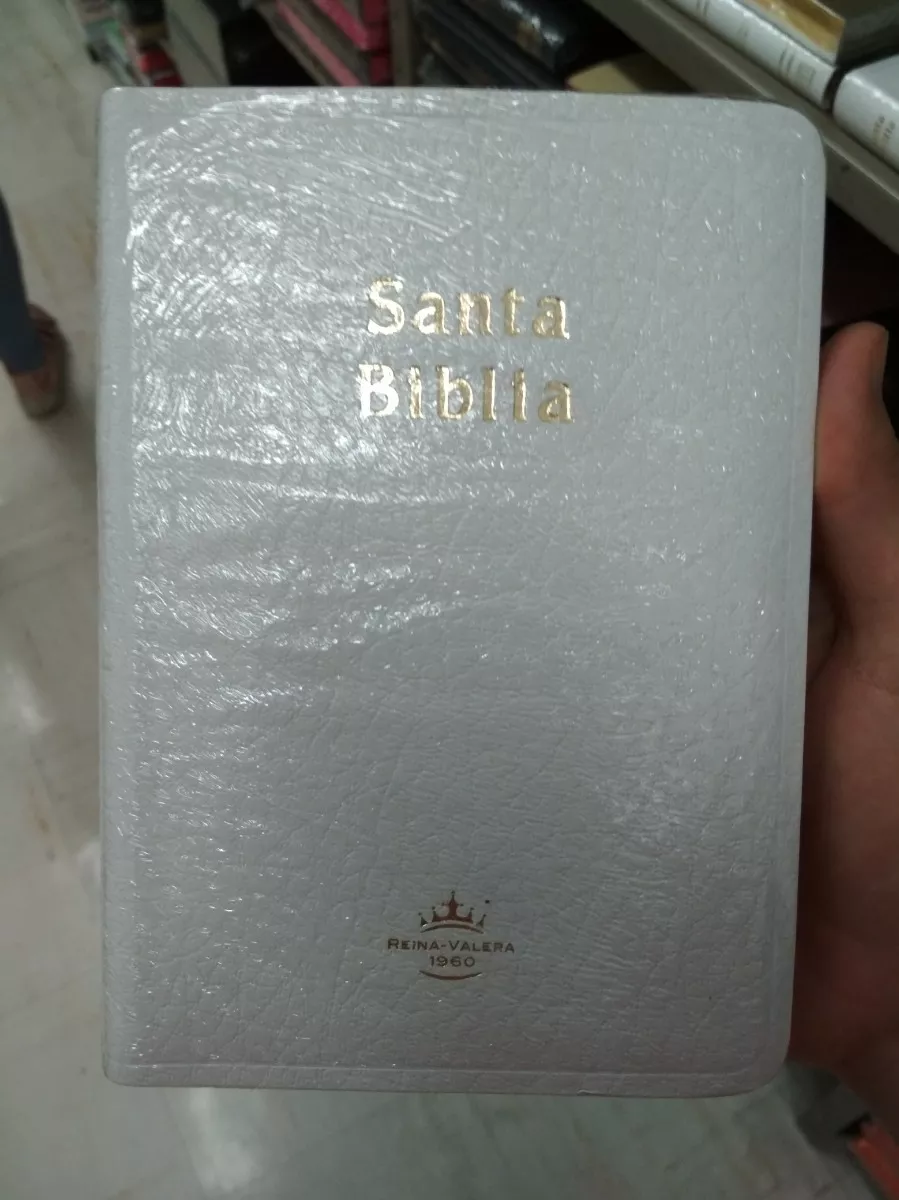 Santa
Biblia
REINA-VALERA
1960